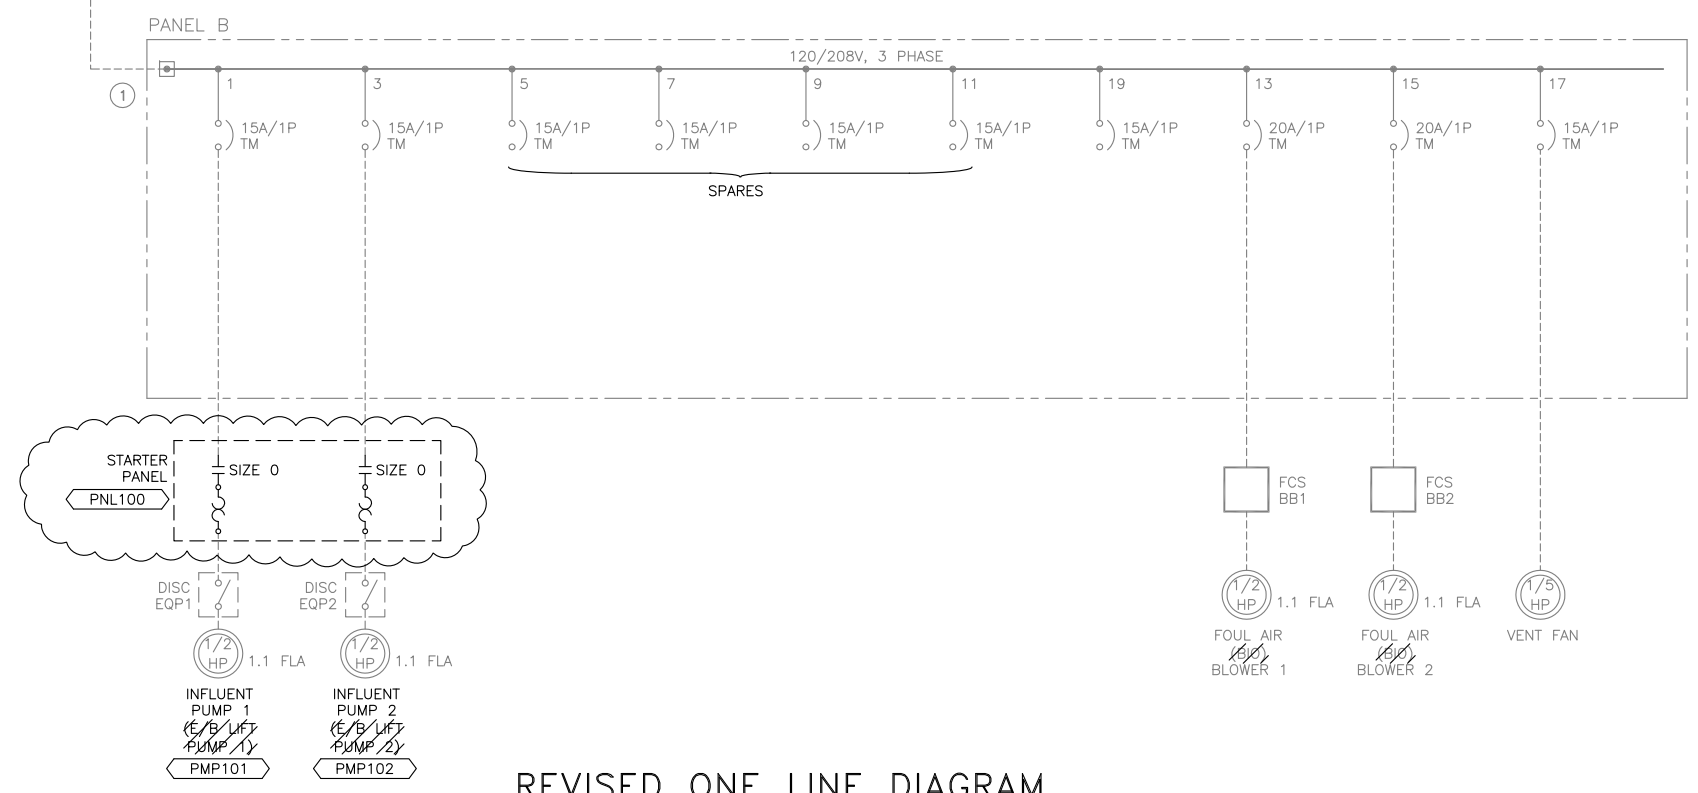 PANEL B
120/208V, 3 PHASE
1
1
3
5
7
9
11
19
13
15
17
15A/1P
TM
15A/1P
TM
15A/1P
TM
15A/1P
TM
15A/1P
TM
15A/1P
TM
15A/1P
TM
20A/1P
TM
20A/1P
TM
15A/1P
TM
SPARES
STARTER
PANEL
PNL100
SIZE 0
SIZE 0
FCS
BB1
FCS
BB2
DISC
EQP1
DISC
EQP2
1/2
HP
1.1 FLA
1/2
HP
1.1 FLA
1/2
HP
1.1 FLA
1/2
HP
1.1 FLA
1/5
HP
FOUL AIR
(BIO)
BLOWER 1
FOUL AIR
(BIO)
BLOWER 2
VENT FAN
INFLUENT
PUMP 1
(E/B LIFT
PUMP 1)
PMP101
INFLUENT
PUMP 2
(E/B LIFT
PUMP 2)
PMP102
REVISED ONE LINE DIAGRAM